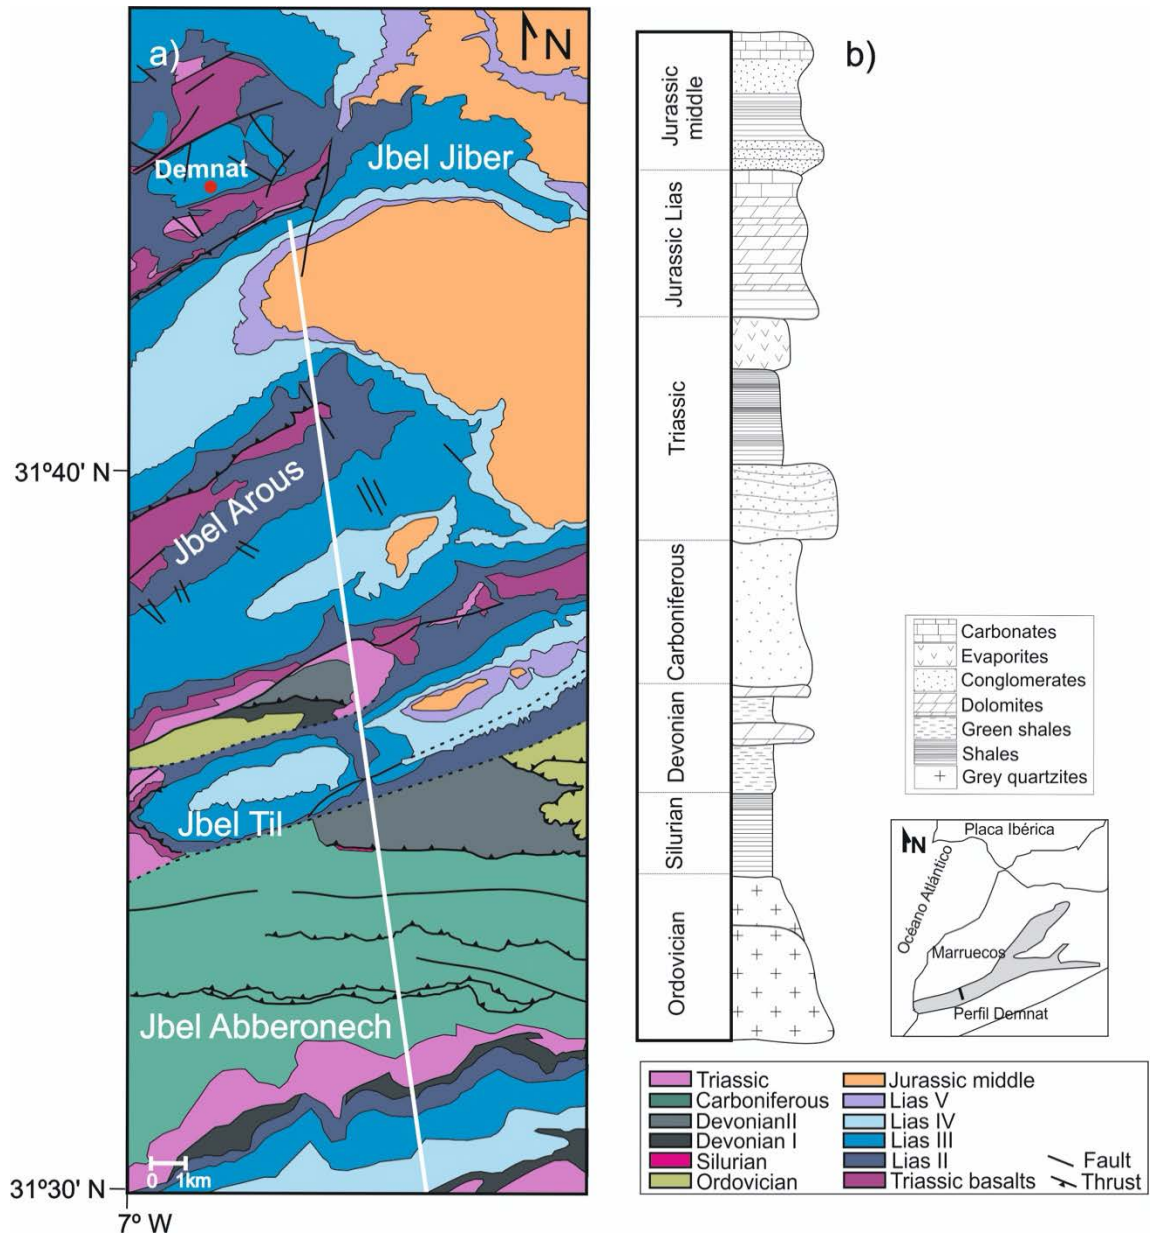 a)
N
Demnat
Jbel Jiber
31º40' N
Jbel Arous
Jbel Til
Jbel Abberonech
0 1km
31º30' N
7º W
b)
Jurassic middle
Jurassic Lias
Triassic
Carboniferous
Devonian
Silurian
Ordovician
Carbonates
Evaporites
Conglomerates
Dolomites
Green shales
Shales
Grey quartzites
N
Placa Ibérica
Océano Atlántico
Marruecos
Perfil Demnat
Triassic
Carboniferous
DevonianII
Devonian I
Silurian
Ordovician
Jurassic middle
Lias V
Lias IV
Lias III
Lias II
Triassic basalts
Fault
Thrust